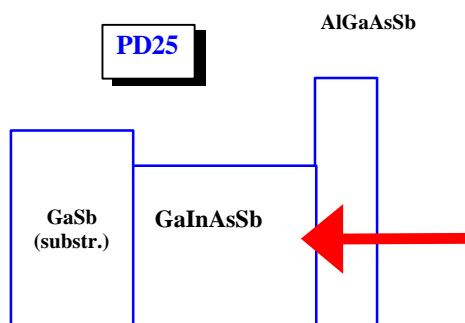 AlGaAsSb
PD25
GaSb
(substr.)
GaInAsSb